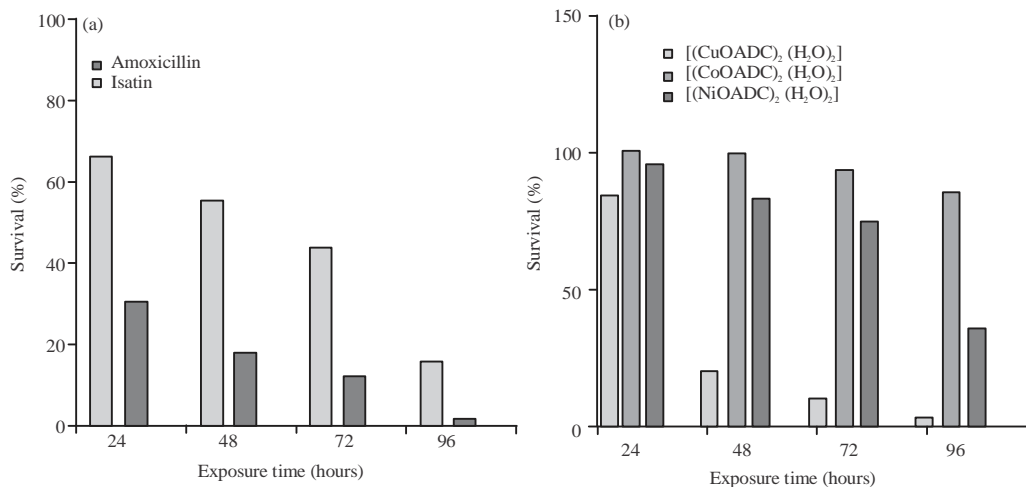 (a)
Amoxicillin
Isatin
100
80
60
40
20
0
Survival (%)
24 48 72 96
Exposure time (hours)
(b)
[(CuOADC)₂ (H₂O)₂]
[(CoOADC)₂ (H₂O)₂]
[(NiOADC)₂ (H₂O)₂]
150
100
50
0
Survival (%)
24 48 72 96
Exposure time (hours)